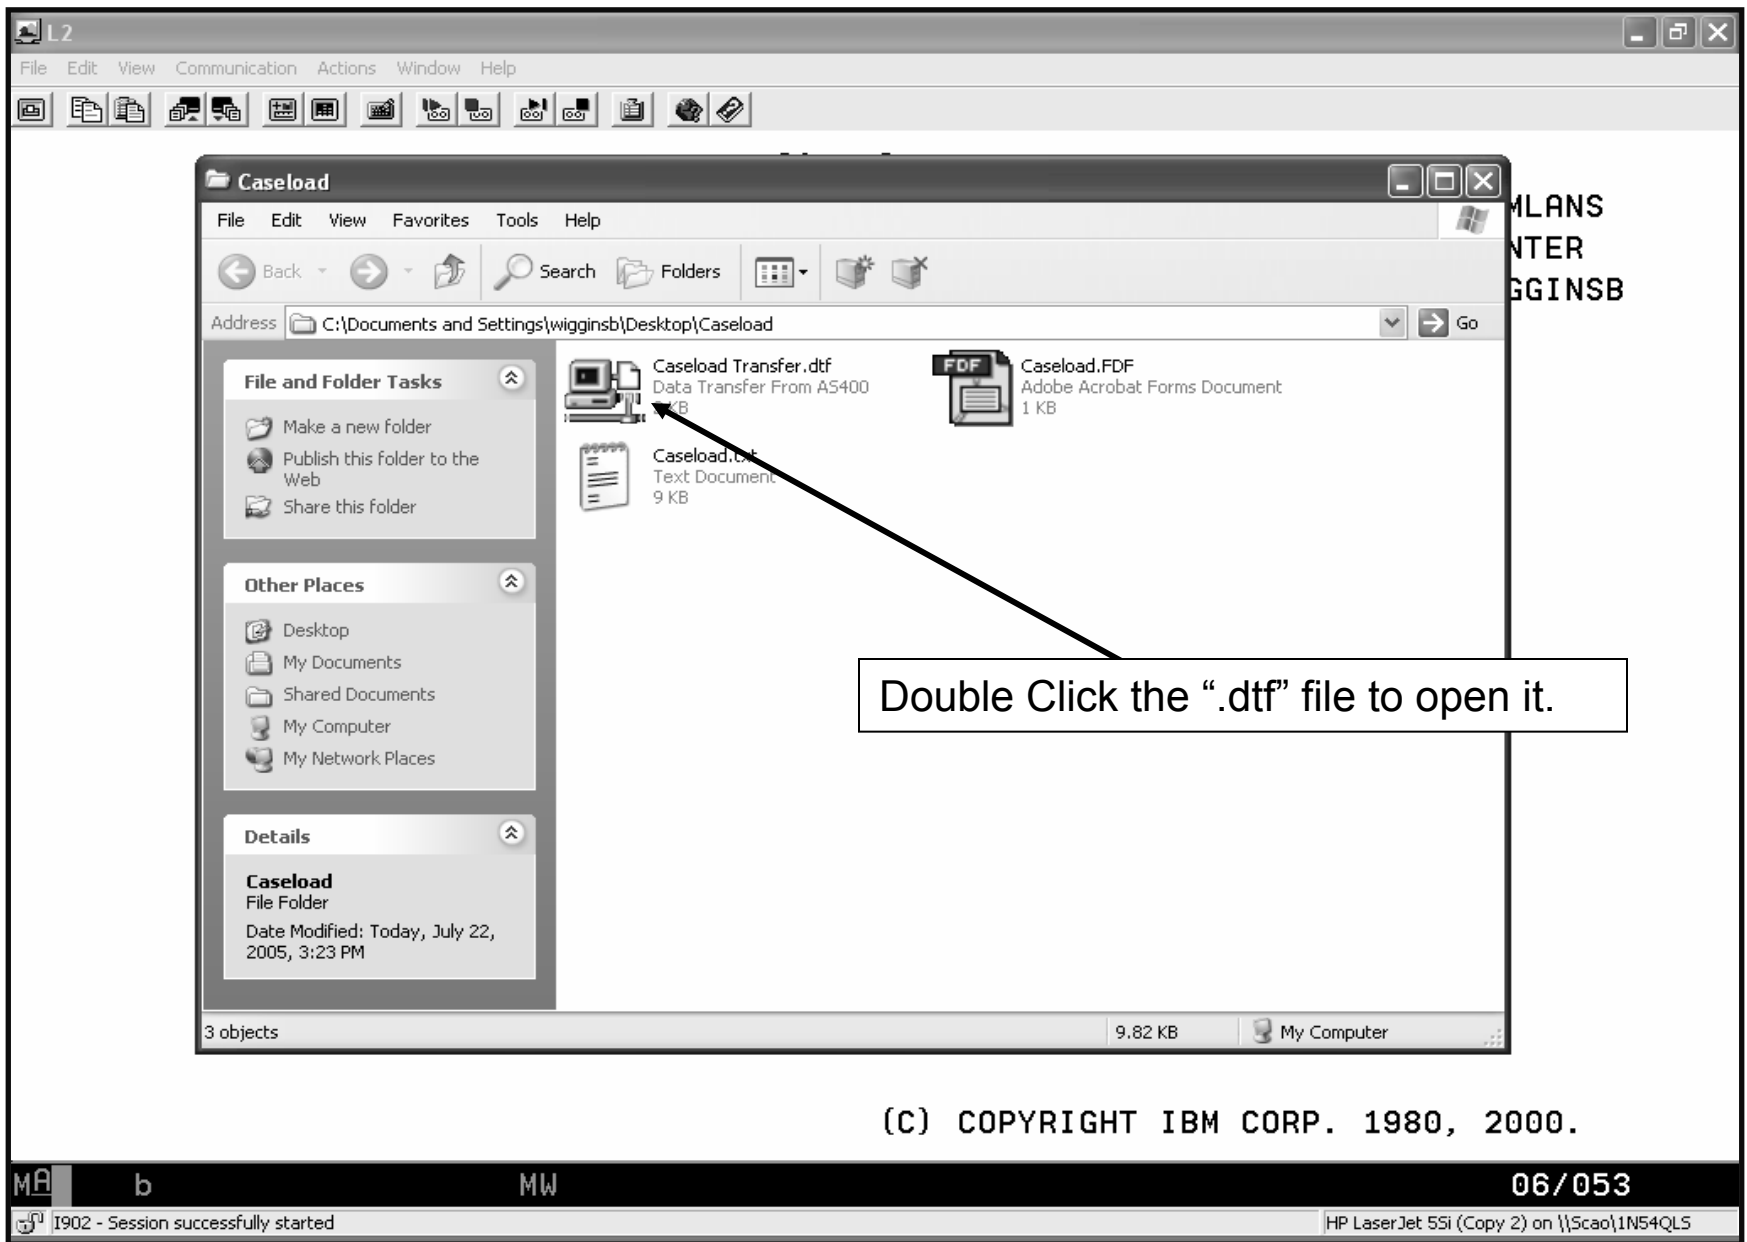 L2
File Edit View Communication Actions Window Help
MLANS
NTER
GGINSB
Caseload
File Edit View Favorites Tools Help
Back Search Folders
Address C:\Documents and Settings\wigginsb\Desktop\Caseload Go
File and Folder Tasks
Make a new folder
Publish this folder to the
Web
Share this folder
Other Places
Desktop
My Documents
Shared Documents
My Computer
My Network Places
Details
Caseload
File Folder
Date Modified: Today, July 22,
2005, 3:23 PM
Caseload Transfer.dtf
Data Transfer From AS400
KB
FDF
Caseload.FDF
Adobe Acrobat Forms Document
1 KB
Caseload.txt
Text Document
9 KB
Double Click the “.dtf” file to open it.
3 objects 9.82 KB My Computer
(C) COPYRIGHT IBM CORP. 1980, 2000.
MA b MW 06/053
I902 - Session successfully started HP LaserJet 5Si (Copy 2) on \\Scao\1N54QLS